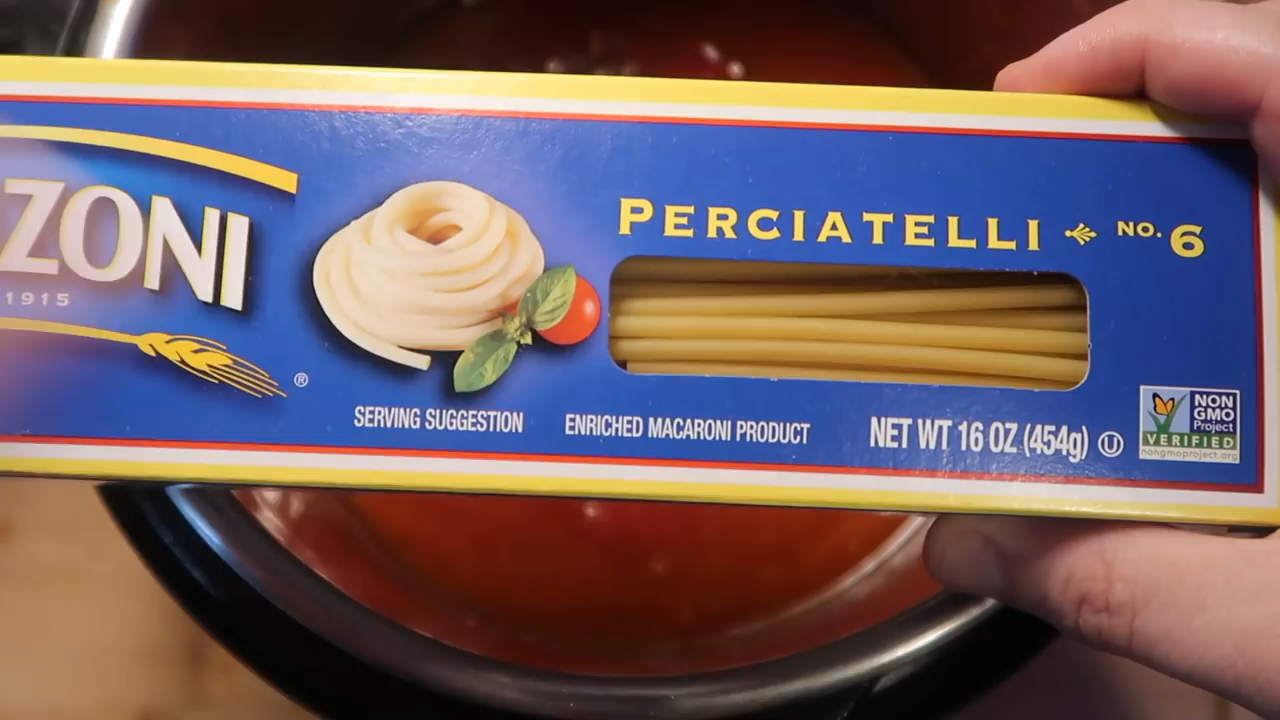 ZONI
1915
®
PERCIATELLI NO. 6
SERVING SUGGESTION
ENRICHED MACARONI PRODUCT
NET WT 16 OZ (454g) U
NON
GMO
Project
VERIFIED
nongmoproject.org